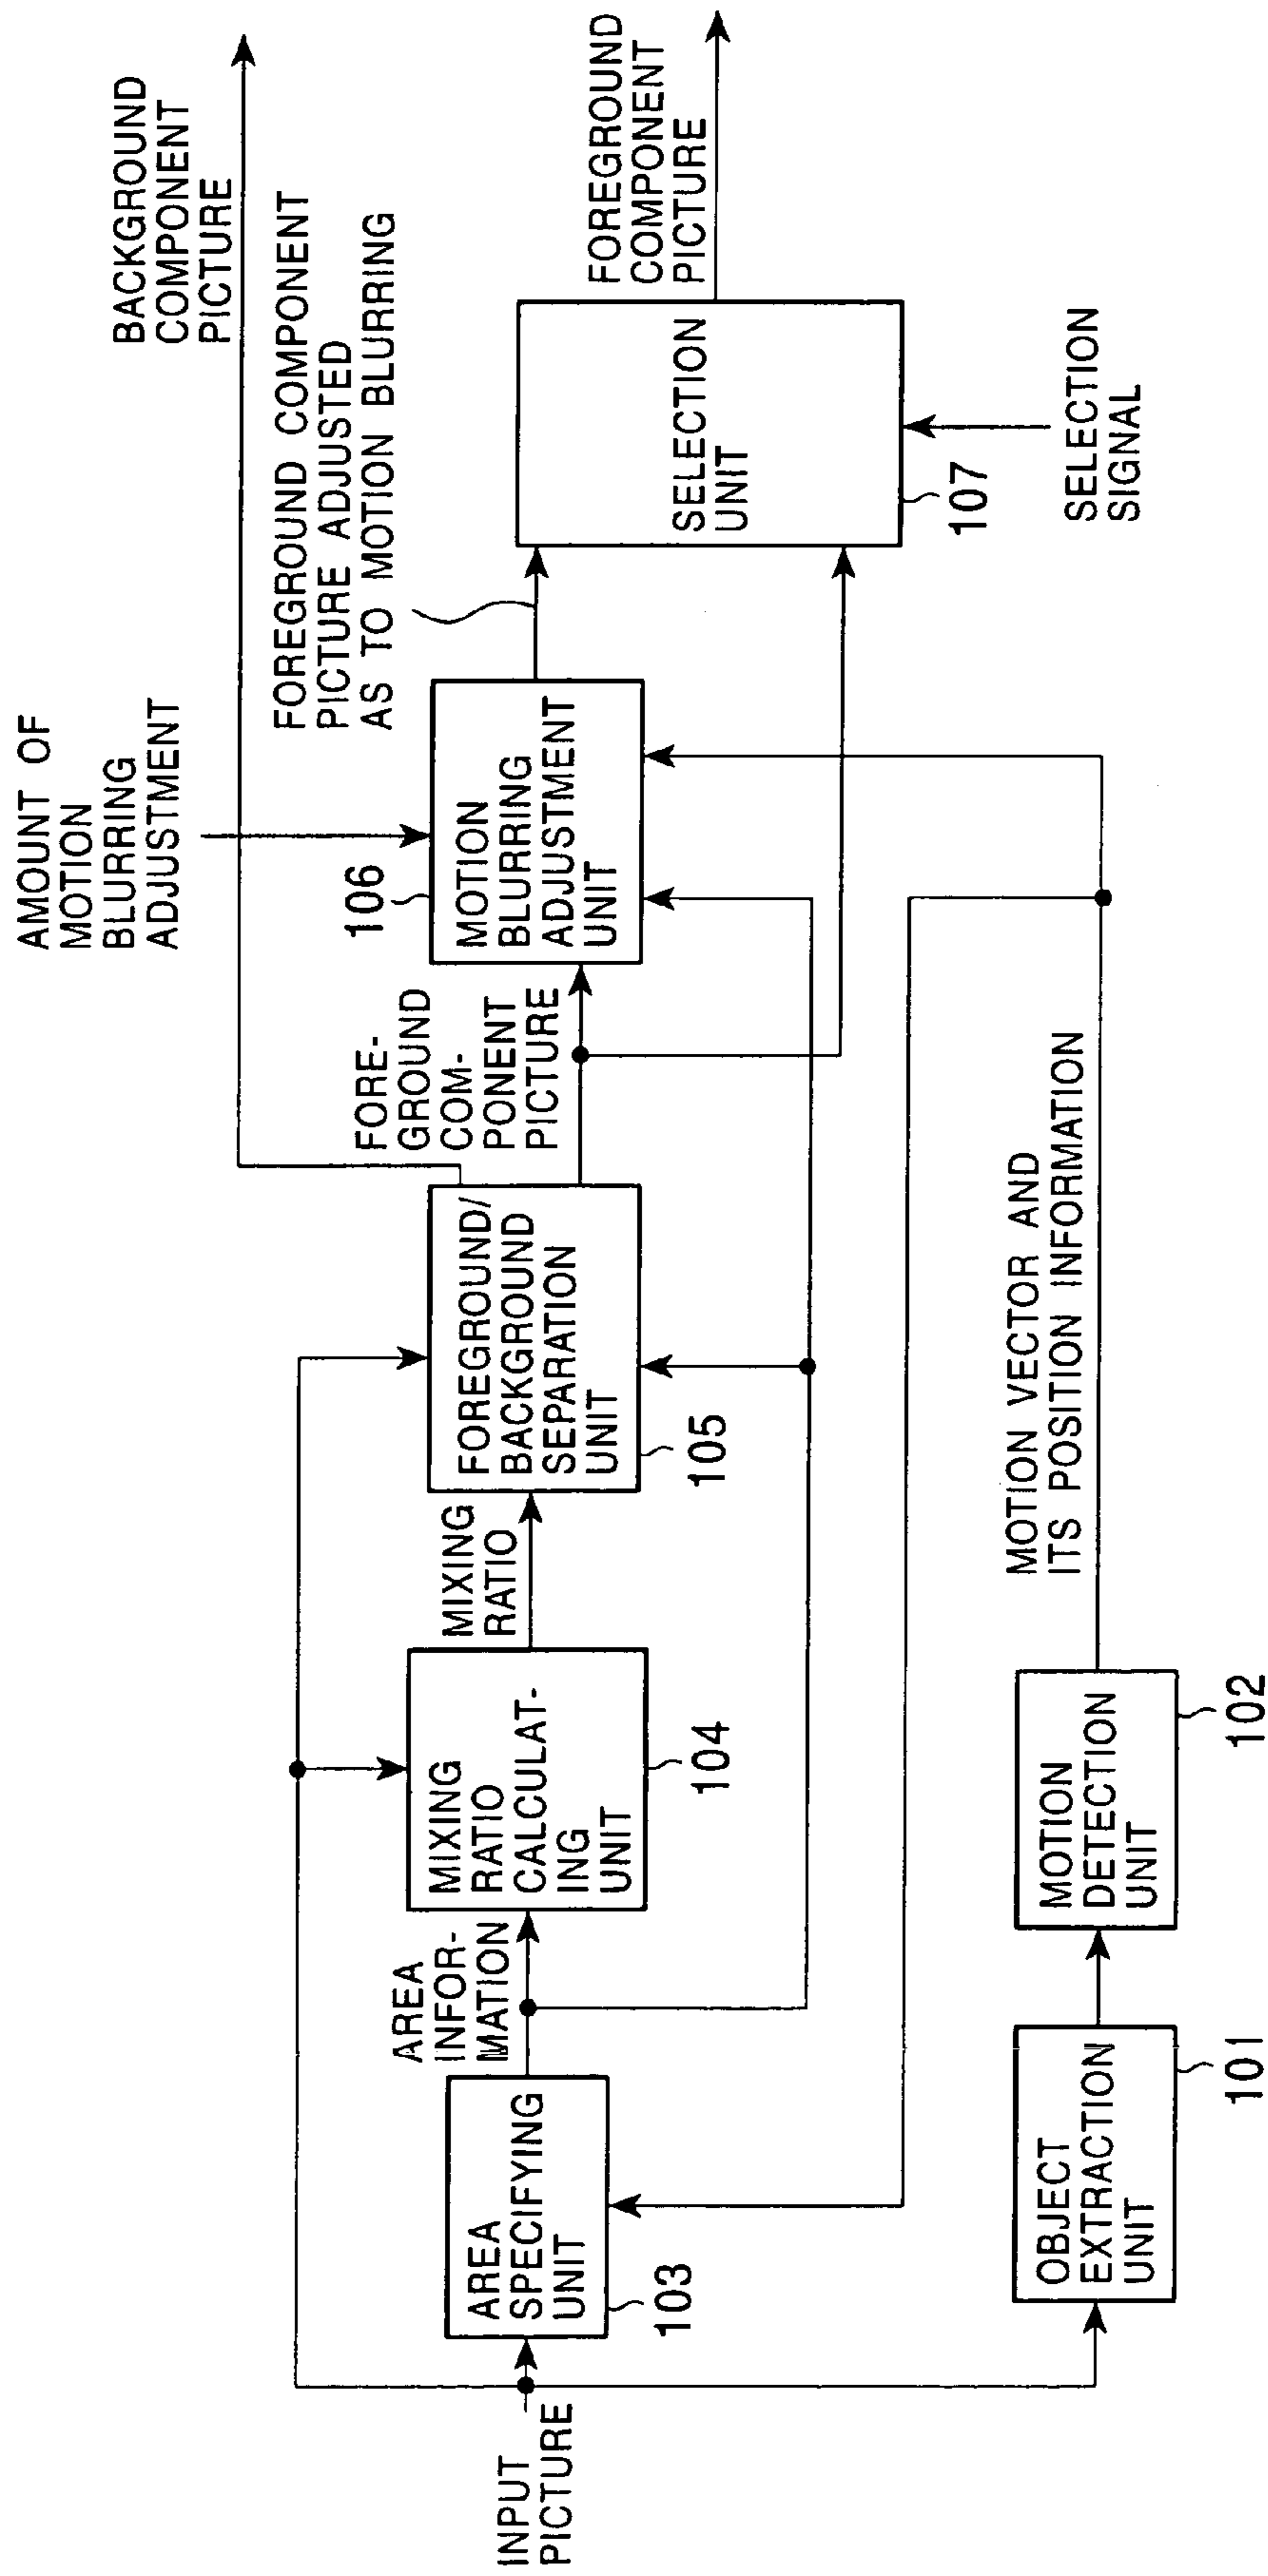 INPUT
PICTURE
AREA
SPECIFYING
UNIT
103
AREA
INFOR-
MATION
MIXING
RATIO
CALCULAT-
ING
UNIT
104
MIXING
RATIO
FOREGROUND/
BACKGROUND
SEPARATION
UNIT
105
FORE-
GROUND
COM-
PONENT
PICTURE
AMOUNT OF
MOTION
BLURRING
ADJUSTMENT
106
MOTION
BLURRING
ADJUSTMENT
UNIT
BACKGROUND
COMPONENT
PICTURE
FOREGROUND COMPONENT
PICTURE ADJUSTED
AS TO MOTION BLURRING
SELECTION
UNIT
107
FOREGROUND
COMPONENT
PICTURE
SELECTION
SIGNAL
OBJECT
EXTRACTION
UNIT
101
MOTION
DETECTION
UNIT
102
MOTION VECTOR AND
ITS POSITION INFORMATION